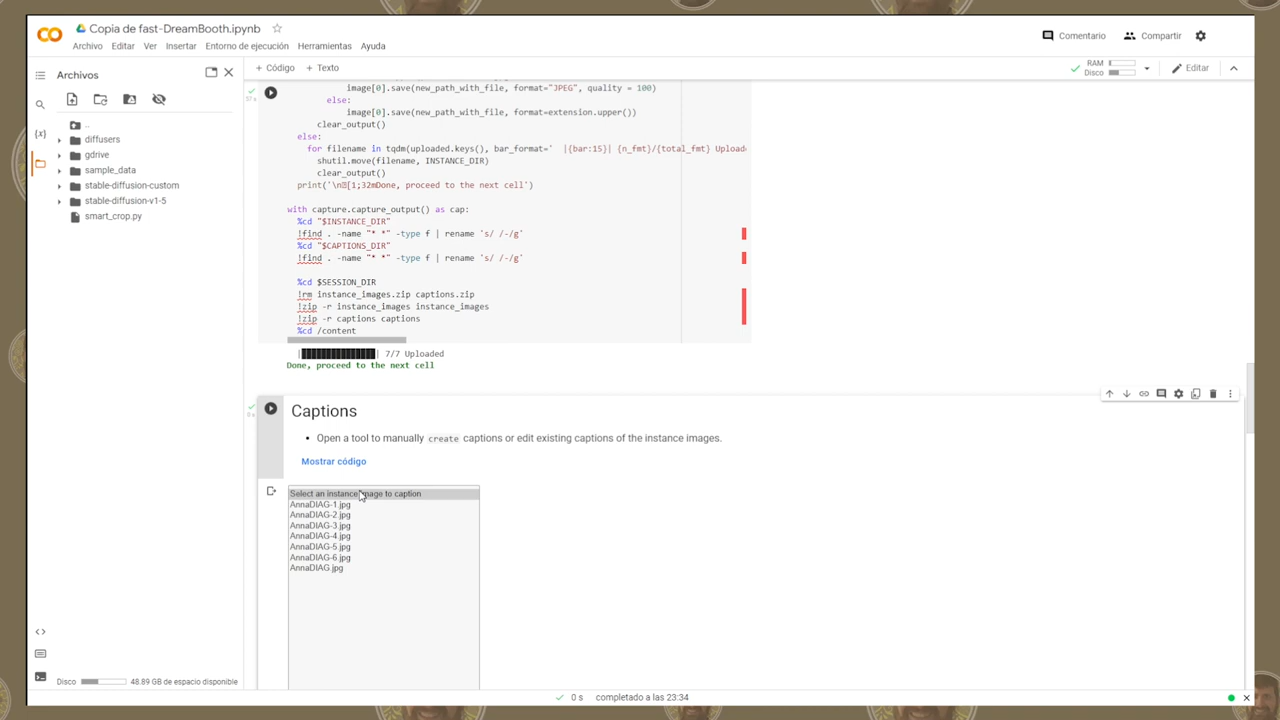 Copia de fast-DreamBooth.ipynb
Archivo Editar Ver Insertar Entorno de ejecución Herramientas Ayuda
Comentario Compartir
Archivos
+ Código + Texto
RAM
Disco
Editar
..
diffusers
gdrive
sample_data
stable-diffusion-custom
stable-diffusion-v1-5
smart_crop.py
57 s
image[0].save(new_path_with_file, format="JPEG", quality = 100)
else:
image[0].save(new_path_with_file, format=extension.upper())
clear_output()
else:
for filename in tqdm(uploaded.keys(), bar_format='  |{bar:15}| {n_fmt}/{total_fmt} Upload
shutil.move(filename, INSTANCE_DIR)
clear_output()
print('\n[1;32mDone, proceed to the next cell')
with capture.capture_output() as cap:
%cd "$INSTANCE_DIR"
!find . -name "* *" -type f | rename 's/ /-/g'
%cd "$CAPTIONS_DIR"
!find . -name "* *" -type f | rename 's/ /-/g'
%cd $SESSION_DIR
!rm instance_images.zip captions.zip
!zip -r instance_images instance_images
!zip -r captions captions
%cd /content
|███████████████| 7/7 Uploaded
Done, proceed to the next cell
0 s
Captions
• Open a tool to manually create captions or edit existing captions of the instance images.
Mostrar código
Select an instance image to caption
AnnaDIAG-1.jpg
AnnaDIAG-2.jpg
AnnaDIAG-3.jpg
AnnaDIAG-4.jpg
AnnaDIAG-5.jpg
AnnaDIAG-6.jpg
AnnaDIAG.jpg
Disco 48.89 GB de espacio disponible
0 s completado a las 23:34